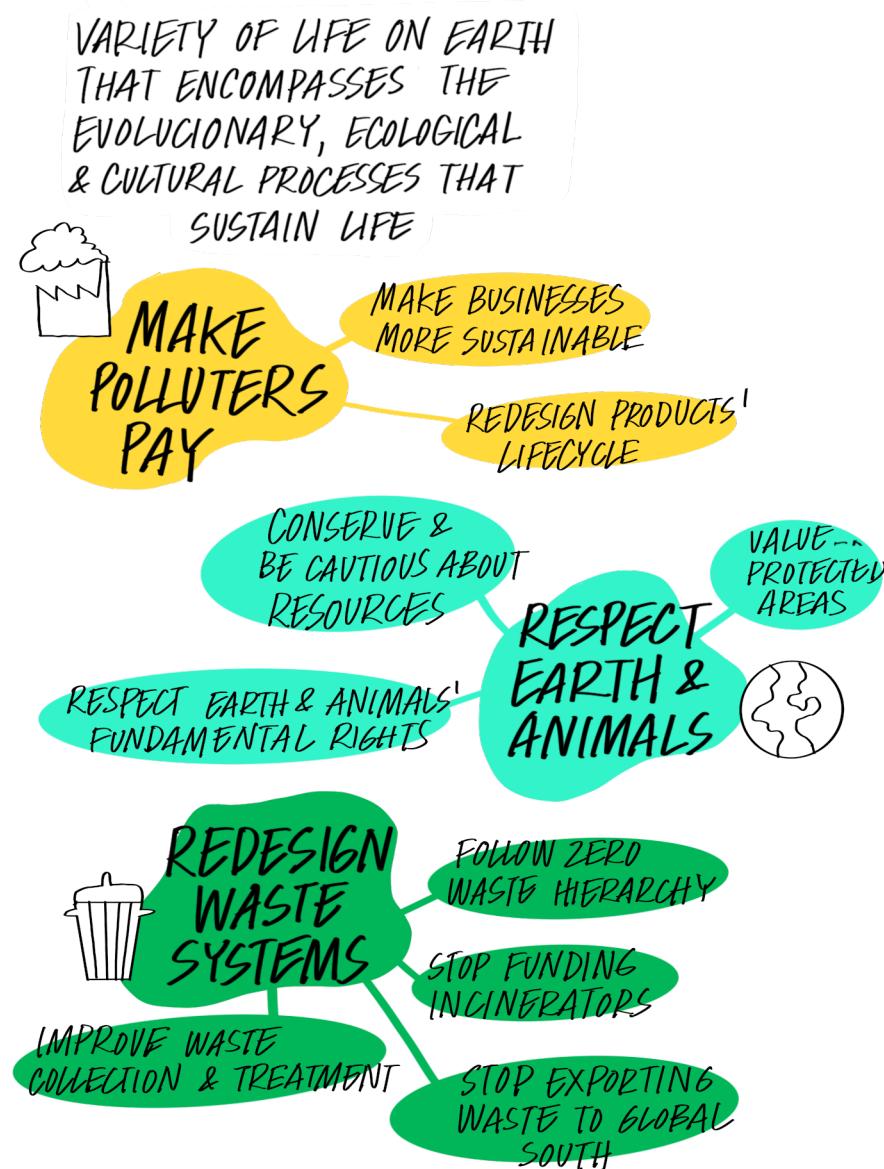 VARIETY OF LIFE ON EARTH
THAT ENCOMPASSES THE
EVOLUCIONARY, ECOLOGICAL
& CULTURAL PROCESSES THAT
SUSTAIN LIFE
MAKE
POLLUTERS
PAY
MAKE BUSINESSES
MORE SUSTAINABLE
REDESIGN PRODUCTS'
LIFECYCLE
CONSERVE &
BE CAUTIOUS ABOUT
RESOURCES
VALUE
PROTECTED
AREAS
RESPECT
EARTH &
ANIMALS
RESPECT EARTH & ANIMALS'
FUNDAMENTAL RIGHTS
REDESIGN
WASTE
SYSTEMS
FOLLOW ZERO
WASTE HIERARCHY
STOP FUNDING
INCINERATORS
IMPROVE WASTE
COLLECTION & TREATMENT
STOP EXPORTING
WASTE TO GLOBAL
SOUTH